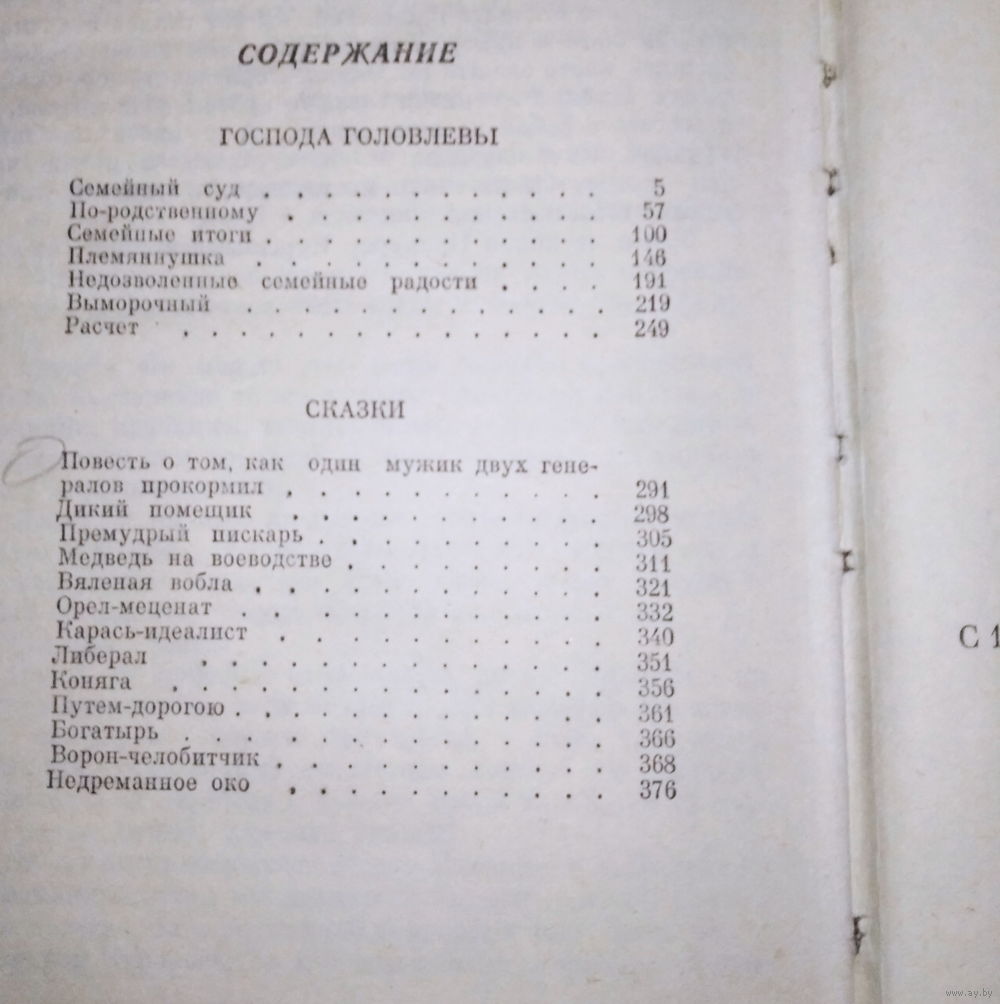 СОДЕРЖАНИЕ
ГОСПОДА ГОЛОВЛЕВЫ
Семейный суд . . . . . . . . . . . . . 5
По-родственному . . . . . . . . . . . . 57
Семейные итоги . . . . . . . . . . . . . 100
Племяннушка . . . . . . . . . . . . . 146
Недозволенные семейные радости . . . . 191
Выморочный . . . . . . . . . . . . . 219
Расчет . . . . . . . . . . . . . . . 249
СКАЗКИ
Повесть о том, как один мужик двух гене-
ралов прокормил . . . . . . . . . . . 291
Дикий помещик . . . . . . . . . . . 298
Премудрый пискарь . . . . . . . . . . 305
Медведь на воеводстве . . . . . . . . . 311
Вяленая вобла . . . . . . . . . . . . 321
Орел-меценат . . . . . . . . . . . . . 332
Карась-идеалист . . . . . . . . . . . 340
Либерал . . . . . . . . . . . . . . 351
Коняга . . . . . . . . . . . . . . . 356
Путем-дорогою . . . . . . . . . . . . . 361
Богатырь . . . . . . . . . . . . . . 366
Ворон-челобитчик . . . . . . . . . . . 368
Недреманное око . . . . . . . . . . . 376
С 1
www.ay.by